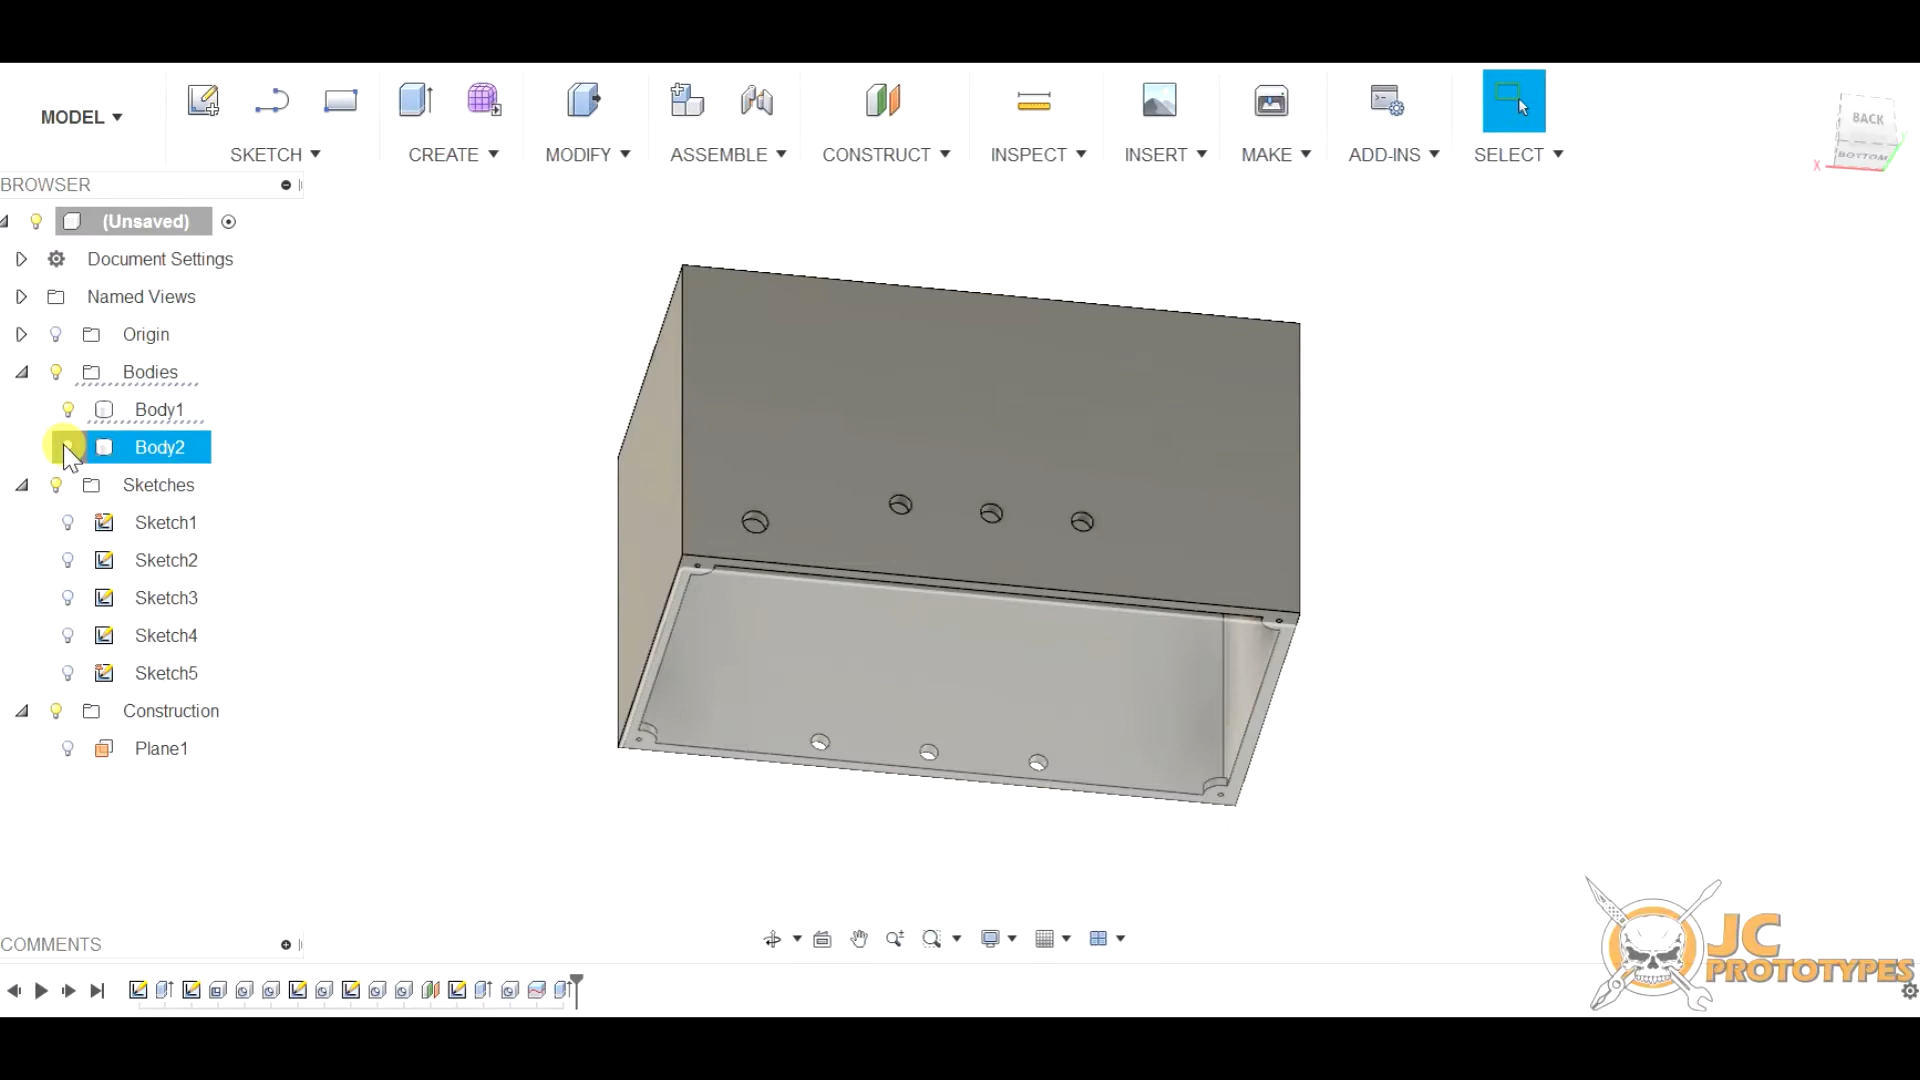 MODEL
SKETCH
CREATE
MODIFY
ASSEMBLE
CONSTRUCT
INSPECT
INSERT
MAKE
ADD-INS
SELECT
BACK
BOTTOM
X
BROWSER
(Unsaved)
Document Settings
Named Views
Origin
Bodies
Body1
Body2
Sketches
Sketch1
Sketch2
Sketch3
Sketch4
Sketch5
Construction
Plane1
COMMENTS
JC
PROTOTYPES